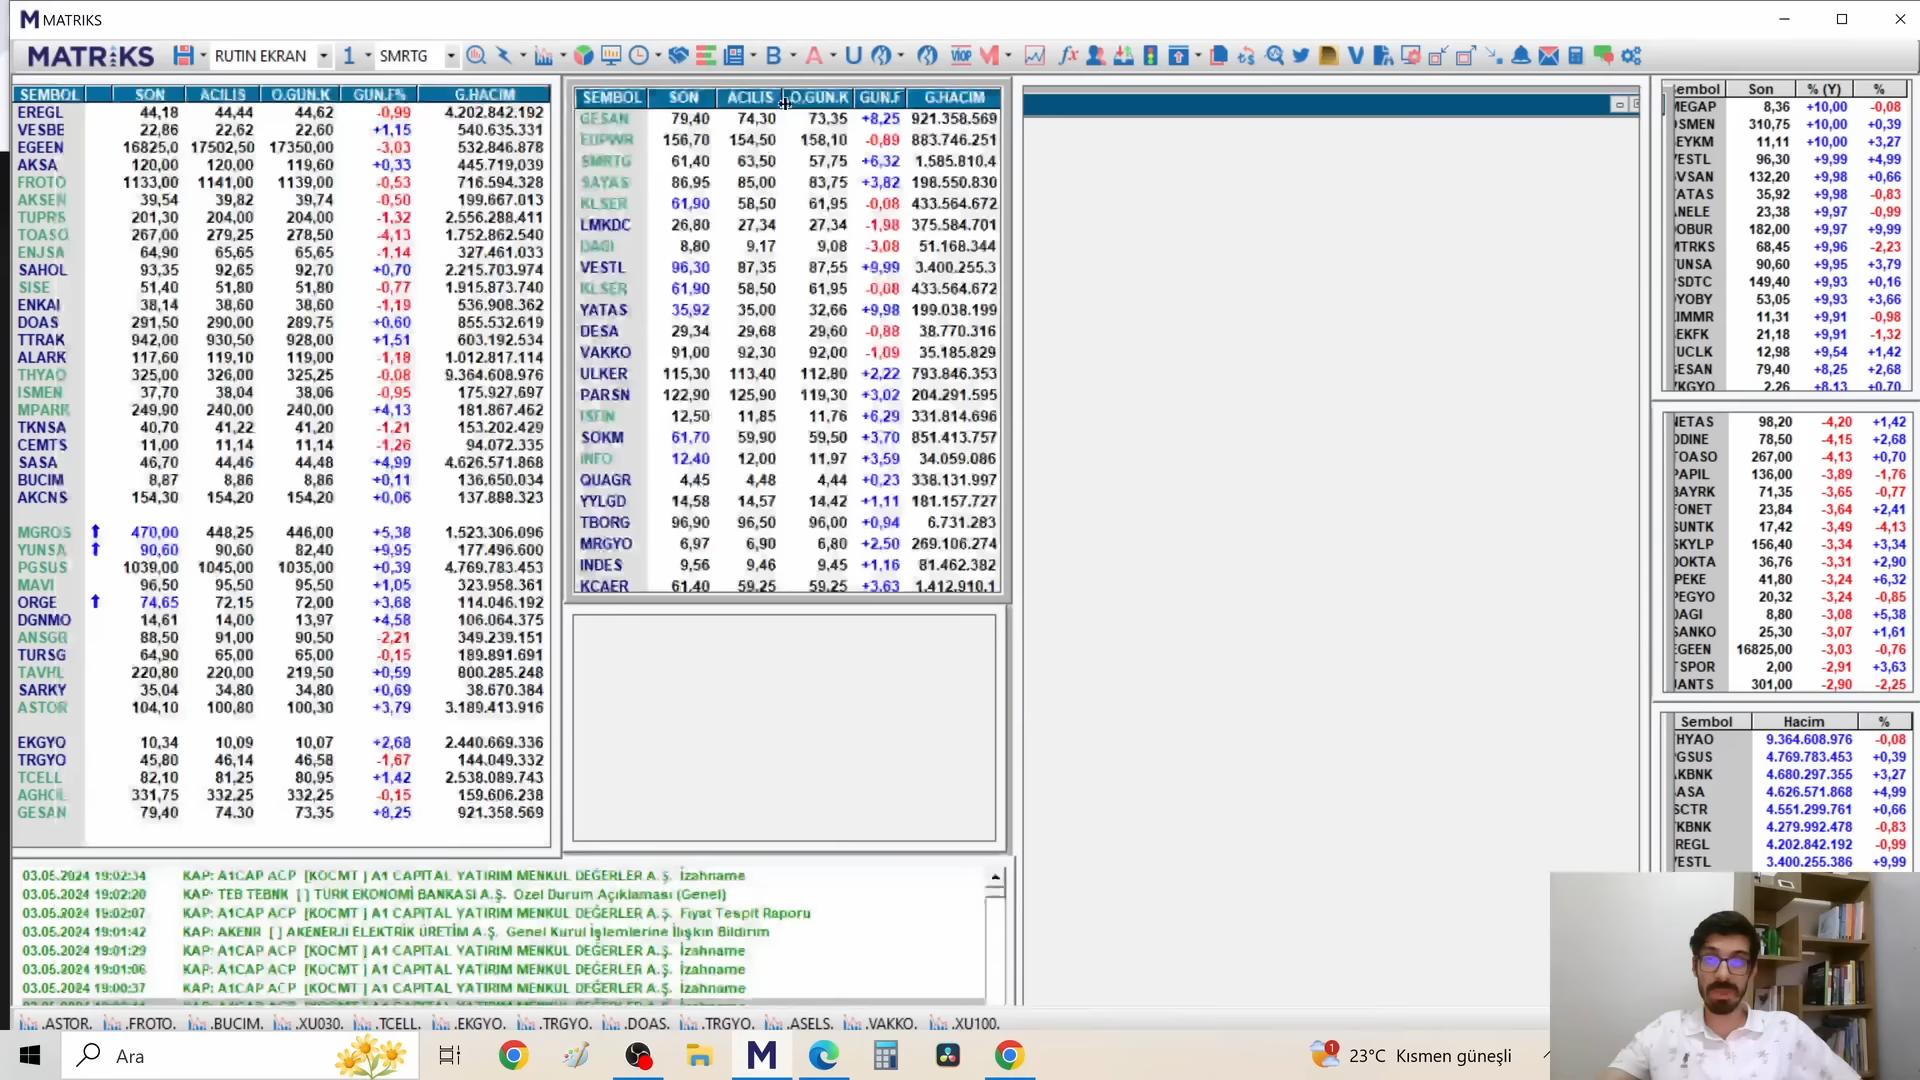 MATRIKS
MATRIKS RUTIN EKRAN 1 SMRTG B A U VIOP fx V
SEMBOL SON ACILIS O.GUN.K GUN.F% G.HACIM
EREGL 44,18 44,44 44,62 -0,99 4.202.842.192
VESBE 22,86 22,62 22,60 +1,15 540.635.331
EGEEN 16825,0 17502,50 17350,00 -3,03 532.846.878
AKSA 120,00 120,00 119,60 +0,33 445.719.039
FROTO 1133,00 1141,00 1139,00 -0,53 716.594.328
AKSEN 39,54 39,82 39,74 -0,50 199.667.013
TUPRS 201,30 204,00 204,00 -1,32 2.556.288.411
TOASO 267,00 279,25 278,50 -4,13 1.752.862.540
ENJSA 64,90 65,65 65,65 -1,14 327.461.033
SAHOL 93,35 92,65 92,70 +0,70 2.215.703.974
SISE 51,40 51,80 51,80 -0,77 1.915.873.740
ENKAI 38,14 38,60 38,60 -1,19 536.908.362
DOAS 291,50 290,00 289,75 +0,60 855.532.619
TTRAK 942,00 930,50 928,00 +1,51 603.192.534
ALARK 117,60 119,10 119,00 -1,18 1.012.817.114
THYAO 325,00 326,00 325,25 -0,08 9.364.608.976
ISMEN 37,70 38,04 38,06 -0,95 175.927.697
MPARK 249,90 240,00 240,00 +4,13 181.867.462
TKNSA 40,70 41,22 41,20 -1,21 153.202.429
CEMTS 11,00 11,14 11,14 -1,26 94.072.335
SASA 46,70 44,46 44,48 +4,99 4.626.571.868
BUCIM 8,87 8,86 8,86 +0,11 136.650.034
AKCNS 154,30 154,20 154,20 +0,06 137.888.323
MGROS 470,00 448,25 446,00 +5,38 1.523.306.096
YUNSA 90,60 90,60 82,40 +9,95 177.496.600
PGSUS 1039,00 1045,00 1035,00 +0,39 4.769.783.453
MAVI 96,50 95,50 95,50 +1,05 323.958.361
ORGE 74,65 72,15 72,00 +3,68 114.046.192
DGNMO 14,61 14,00 13,97 +4,58 106.064.375
ANSGR 88,50 91,00 90,50 -2,21 349.239.151
TURSG 64,90 65,00 65,00 -0,15 189.891.691
TAVHL 220,80 220,00 219,50 +0,59 800.285.248
SARKY 35,04 34,80 34,80 +0,69 38.670.384
ASTOR 104,10 100,80 100,30 +3,79 3.189.413.916
EKGYO 10,34 10,09 10,07 +2,68 2.440.669.336
TRGYO 45,80 46,14 46,58 -1,67 144.049.332
TCELL 82,10 81,25 80,95 +1,42 2.538.089.743
AGHOL 331,75 332,25 332,25 -0,15 159.606.238
GESAN 79,40 74,30 73,35 +8,25 921.358.569
SEMBOL SON ACILIS O.GUN.K GUN.F G.HACIM
GESAN 79,40 74,30 73,35 +8,25 921.358.569
EUPWR 156,70 154,50 158,10 -0,89 883.746.251
SMRTG 61,40 63,50 57,75 +6,32 1.585.810.4
SAYAS 86,95 85,00 83,75 +3,82 198.550.830
KLSER 61,90 58,50 61,95 -0,08 433.564.672
LMKDC 26,80 27,34 27,34 -1,98 375.584.701
DAGI 8,80 9,17 9,08 -3,08 51.168.344
VESTL 96,30 87,35 87,55 +9,99 3.400.255.3
KLSER 61,90 58,50 61,95 -0,08 433.564.672
YATAS 35,92 35,00 32,66 +9,98 199.038.199
DESA 29,34 29,68 29,60 -0,88 38.770.316
VAKKO 91,00 92,30 92,00 -1,09 35.185.829
ULKER 115,30 113,40 112,80 +2,22 793.846.353
PARSN 122,90 125,90 119,30 +3,02 204.291.595
ISFIN 12,50 11,85 11,76 +6,29 331.814.696
SOKM 61,70 59,90 59,50 +3,70 851.413.757
INFO 12,40 12,00 11,97 +3,59 34.059.086
QUAGR 4,45 4,48 4,44 +0,23 338.131.997
YYLGD 14,58 14,57 14,42 +1,11 181.157.727
TBORG 96,90 96,50 96,00 +0,94 6.731.283
MRGYO 6,97 6,90 6,80 +2,50 269.106.274
INDES 9,56 9,46 9,45 +1,16 81.462.382
KCAER 61,40 59,25 59,25 +3,63 1.412.910,1
embol Son % (Y) %
MEGAP 8,36 +10,00 -0,08
SMEN 310,75 +10,00 +0,39
EYKM 11,11 +10,00 +3,27
ESTL 96,30 +9,99 +4,99
VSAN 132,20 +9,98 +0,66
ATAS 35,92 +9,98 -0,83
NELE 23,38 +9,97 -0,99
OBUR 182,00 +9,97 +9,99
MTRKS 68,45 +9,96 -2,23
UNSA 90,60 +9,95 +3,79
SDTC 149,40 +9,93 +0,16
YOBY 53,05 +9,93 +3,66
IMMR 11,31 +9,91 -0,98
EKFK 21,18 +9,91 -1,32
UCLK 12,98 +9,54 +1,42
ESAN 79,40 +8,25 +2,68
KGYO 2,26 +8,13 +0,70
NETAS 98,20 -4,20 +1,42
ODINE 78,50 -4,15 +2,68
TOASO 267,00 -4,13 +0,70
PAPIL 136,00 -3,89 -1,76
BAYRK 71,35 -3,65 -0,77
FONET 23,84 -3,64 +2,41
SUNTK 17,42 -3,49 -4,13
SKYLP 156,40 -3,34 +3,34
DOKTA 36,76 -3,31 +2,90
IPEKE 41,80 -3,24 +6,32
PEGYO 20,32 -3,24 -0,85
DAGI 8,80 -3,08 +5,38
SANKO 25,30 -3,07 +1,61
EGEEN 16825,00 -3,03 -0,76
TSPOR 2,00 -2,91 +3,63
JANTS 301,00 -2,90 -2,25
Sembol Hacim %
HYAO 9.364.608.976 -0,08
GSUS 4.769.783.453 +0,39
AKBNK 4.680.297.355 +3,27
ASA 4.626.571.868 +4,99
SCTR 4.551.299.761 +0,66
KBNK 4.279.992.478 -0,83
REGL 4.202.842.192 -0,99
ESTL 3.400.255.386 +9,99
03.05.2024 19:02:34 KAP: A1CAP ACP [KOCMT ] A1 CAPITAL YATIRIM MENKUL DEĞERLER A.Ş. İzahname
03.05.2024 19:02:20 KAP: TEB TEBNK [ ] TÜRK EKONOMİ BANKASI A.Ş. Özel Durum Açıklaması (Genel)
03.05.2024 19:02:07 KAP: A1CAP ACP [KOCMT ] A1 CAPITAL YATIRIM MENKUL DEĞERLER A.Ş. Fiyat Tespit Raporu
03.05.2024 19:01:42 KAP: AKENR [ ] AKENERJİ ELEKTRİK ÜRETİM A.Ş. Genel Kurul İşlemlerine İlişkin Bildirim
03.05.2024 19:01:29 KAP: A1CAP ACP [KOCMT ] A1 CAPITAL YATIRIM MENKUL DEĞERLER A.Ş. İzahname
03.05.2024 19:01:06 KAP: A1CAP ACP [KOCMT ] A1 CAPITAL YATIRIM MENKUL DEĞERLER A.Ş. İzahname
03.05.2024 19:00:37 KAP: A1CAP ACP [KOCMT ] A1 CAPITAL YATIRIM MENKUL DEĞERLER A.Ş. İzahname
.ASTOR. .FROTO. .BUCIM. .XU030. .TCELL. .EKGYO. .TRGYO. .DOAS. .TRGYO. .ASELS. .VAKKO. .XU100.
Ara 1 23°C Kısmen güneşli